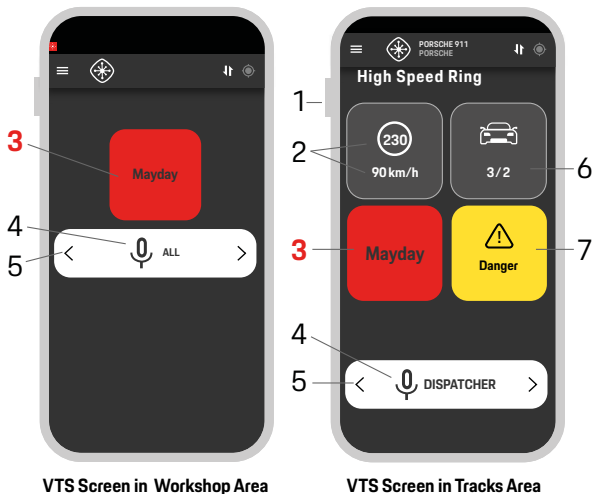 PORSCHE 911
PORSCHE
High Speed Ring
1
230
2
90 km/h
3/2
6
3
Mayday
3
Mayday
Danger
7
4
ALL
5
4
DISPATCHER
5
VTS Screen in Workshop Area
VTS Screen in Tracks Area